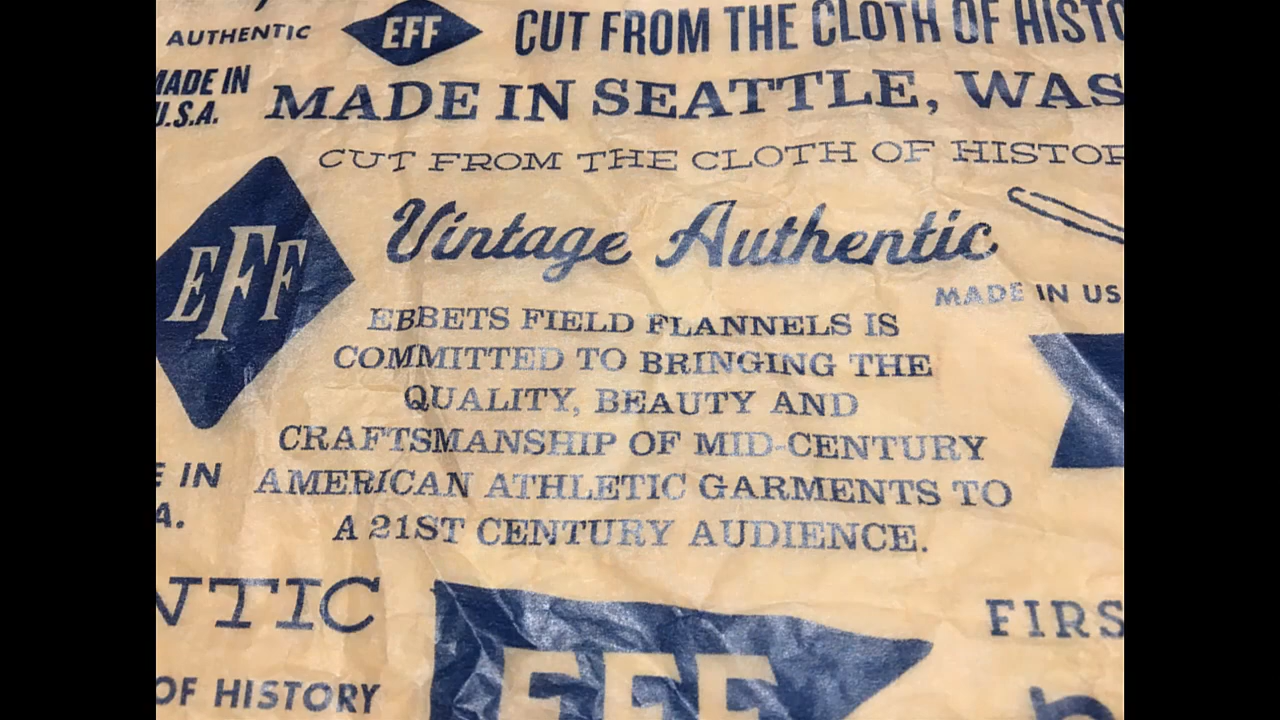 AUTHENTIC
EFF
CUT FROM THE CLOTH OF HISTO
MADE IN
U.S.A.
MADE IN SEATTLE, WAS
CUT FROM THE CLOTH OF HISTOR
EFF
Vintage Authentic
MADE IN US
EBBETS FIELD FLANNELS IS
COMMITTED TO BRINGING THE
QUALITY, BEAUTY AND
CRAFTSMANSHIP OF MID-CENTURY
AMERICAN ATHLETIC GARMENTS TO
A 21ST CENTURY AUDIENCE.
E IN
A.
NTIC
EFF
FIRS
OF HISTORY